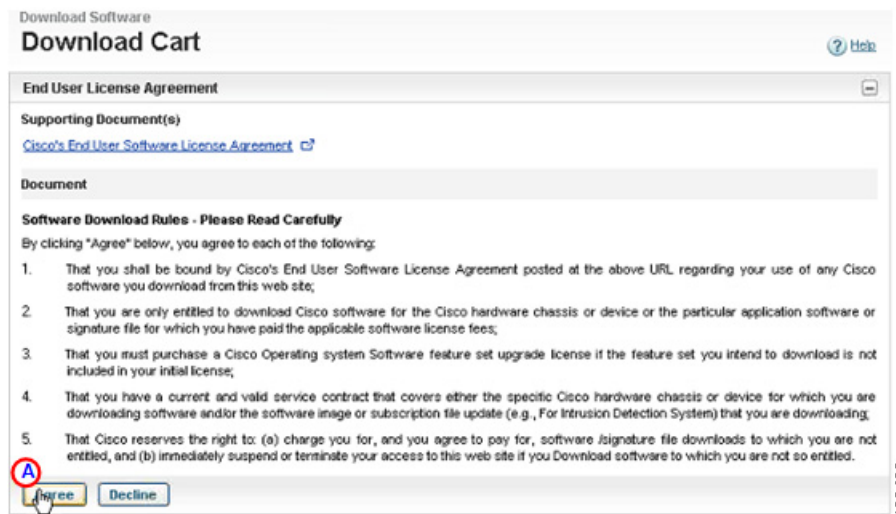 Download Software
Download Cart
Help
End User License Agreement
Supporting Document(s)
Cisco's End User Software License Agreement
Document
Software Download Rules - Please Read Carefully
By clicking "Agree" below, you agree to each of the following:
1. That you shall be bound by Cisco's End User Software License Agreement posted at the above URL regarding your use of any Cisco
software you download from this web site;
2. That you are only entitled to download Cisco software for the Cisco hardware chassis or device or the particular application software or
signature file for which you have paid the applicable software license fees;
3. That you must purchase a Cisco Operating system Software feature set upgrade license if the feature set you intend to download is not
included in your initial license;
4. That you have a current and valid service contract that covers either the specific Cisco hardware chassis or device for which you are
downloading software and/or the software image or subscription file update (e.g., For Intrusion Detection System) that you are downloading;
5. That Cisco reserves the right to: (a) charge you for, and you agree to pay for, software /signature file downloads to which you are not
entitled, and (b) immediately suspend or terminate your access to this web site if you Download software to which you are not so entitled.
A
Agree Decline